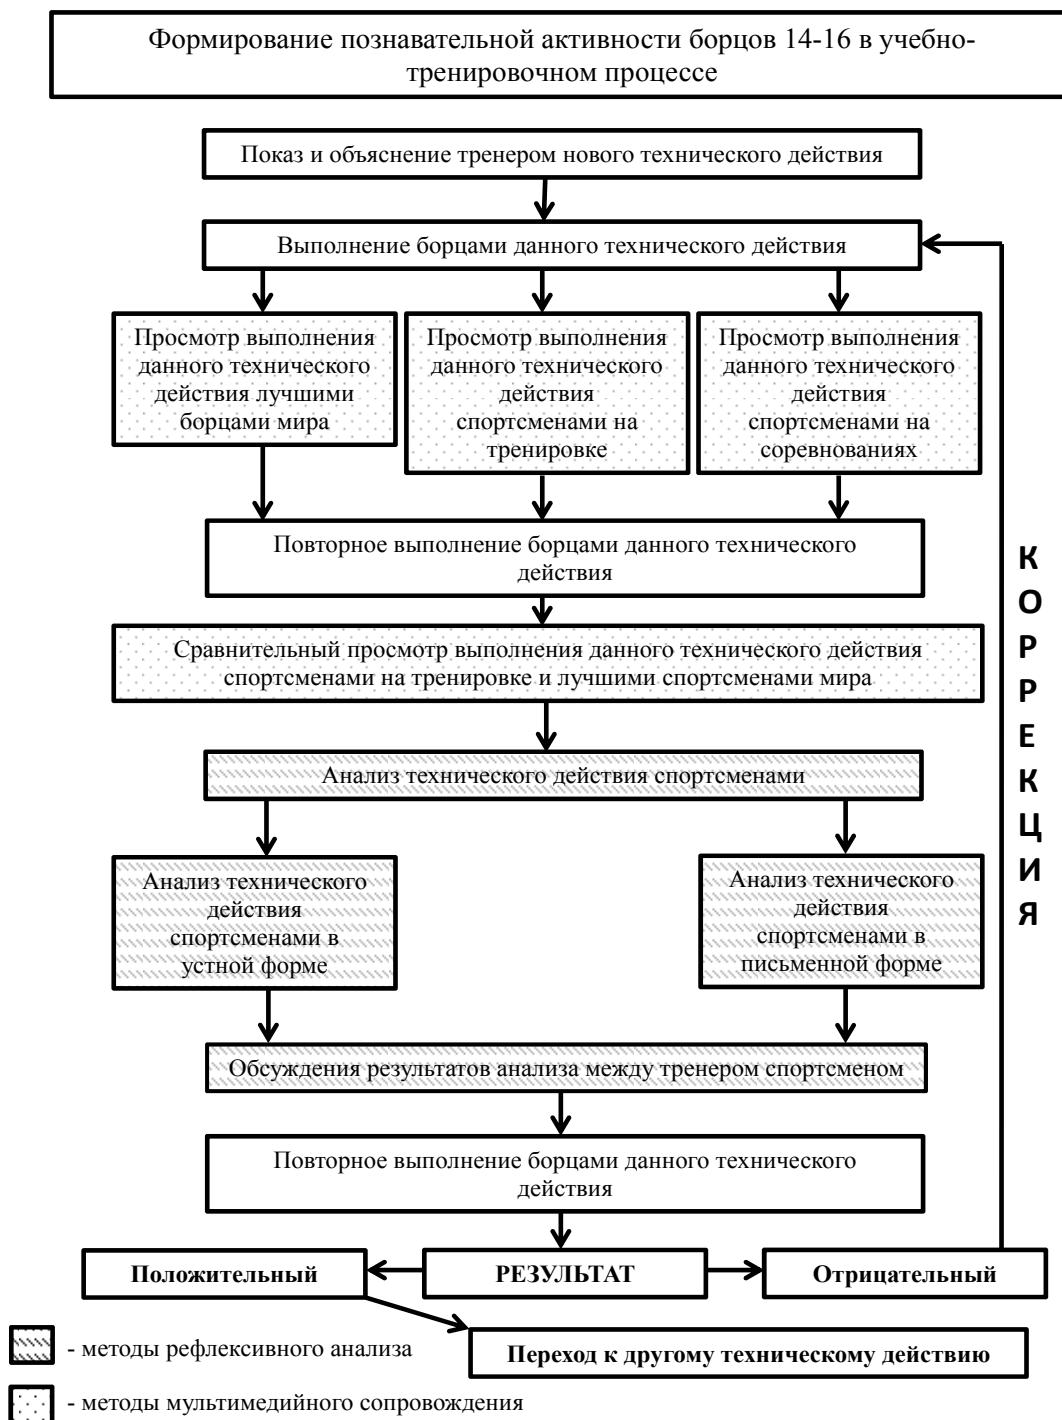 Формирование познавательной активности борцов 14-16 в учебно-
тренировочном процессе
Показ и объяснение тренером нового технического действия
Выполнение борцами данного технического действия
Просмотр выполнения
данного технического
действия лучшими
борцами мира
Просмотр выполнения
данного технического
действия
спортсменами на
тренировке
Просмотр выполнения
данного технического
действия
спортсменами на
соревнованиях
Повторное выполнение борцами данного технического
действия
Сравнительный просмотр выполнения данного технического действия
спортсменами на тренировке и лучшими спортсменами мира
Анализ технического действия спортсменами
Анализ технического
действия
спортсменами в
устной форме
Анализ технического
действия
спортсменами в
письменной форме
Обсуждения результатов анализа между тренером спортсменом
Повторное выполнение борцами данного технического
действия
Положительный
РЕЗУЛЬТАТ
Отрицательный
КОРРЕКЦИЯ
Переход к другому техническому действию
- методы рефлексивного анализа
- методы мультимедийного сопровождения